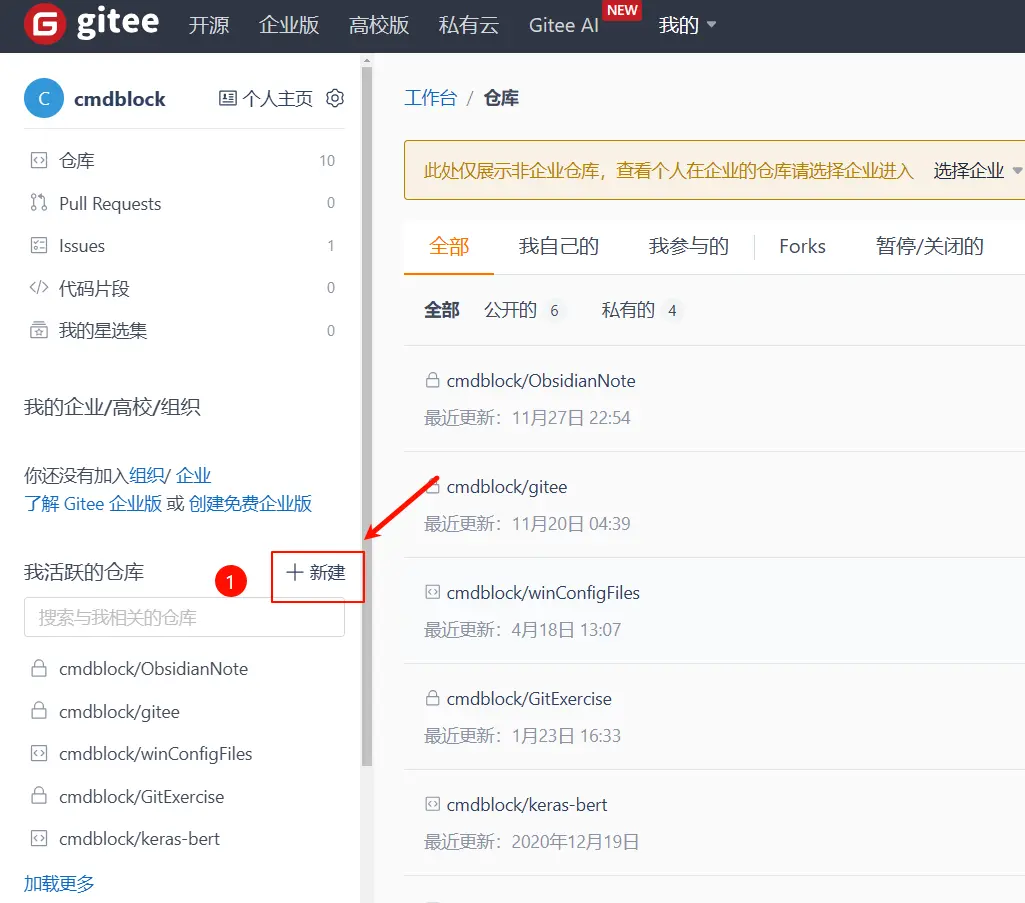 gitee 开源 企业版 高校版 私有云 Gitee AI NEW 我的
C cmdblock 个人主页
仓库 10
Pull Requests 0
Issues 1
代码片段 0
我的星选集 0
我的企业/高校/组织
你还没有加入组织/ 企业
了解 Gitee 企业版 或 创建免费企业版
我活跃的仓库 1 新建
搜索与我相关的仓库
cmdblock/ObsidianNote
cmdblock/gitee
cmdblock/winConfigFiles
cmdblock/GitExercise
cmdblock/keras-bert
加载更多
工作台 / 仓库
此处仅展示非企业仓库，查看个人在企业的仓库请选择企业进入 选择企业
全部 我自己的 我参与的 Forks 暂停/关闭的
全部 公开的 6 私有的 4
cmdblock/ObsidianNote
最近更新：11月27日 22:54
cmdblock/gitee
最近更新：11月20日 04:39
cmdblock/winConfigFiles
最近更新：4月18日 13:07
cmdblock/GitExercise
最近更新：1月23日 16:33
cmdblock/keras-bert
最近更新：2020年12月19日